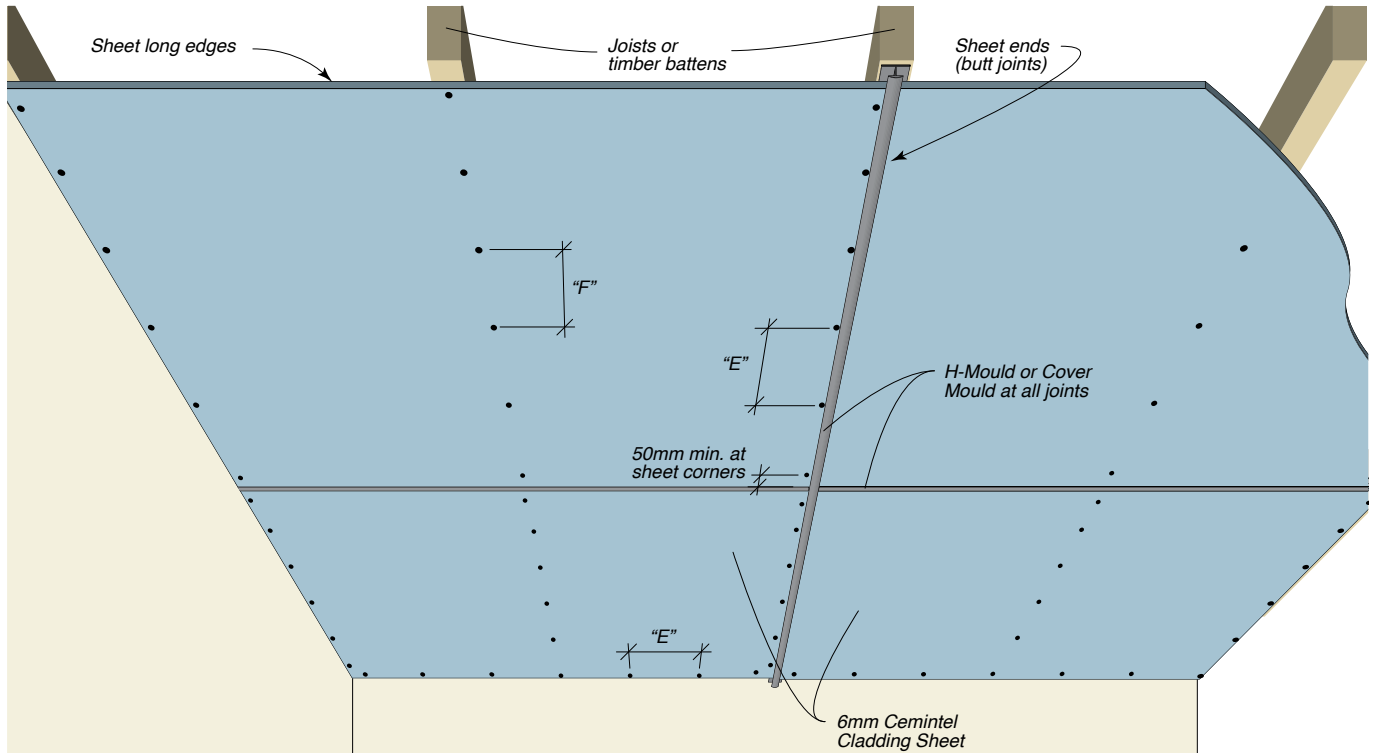 Sheet long edges
Joists or
timber battens
Sheet ends
(butt joints)
“F”
“E”
H-Mould or Cover
Mould at all joints
50mm min. at
sheet corners
“E”
6mm Cemintel
Cladding Sheet